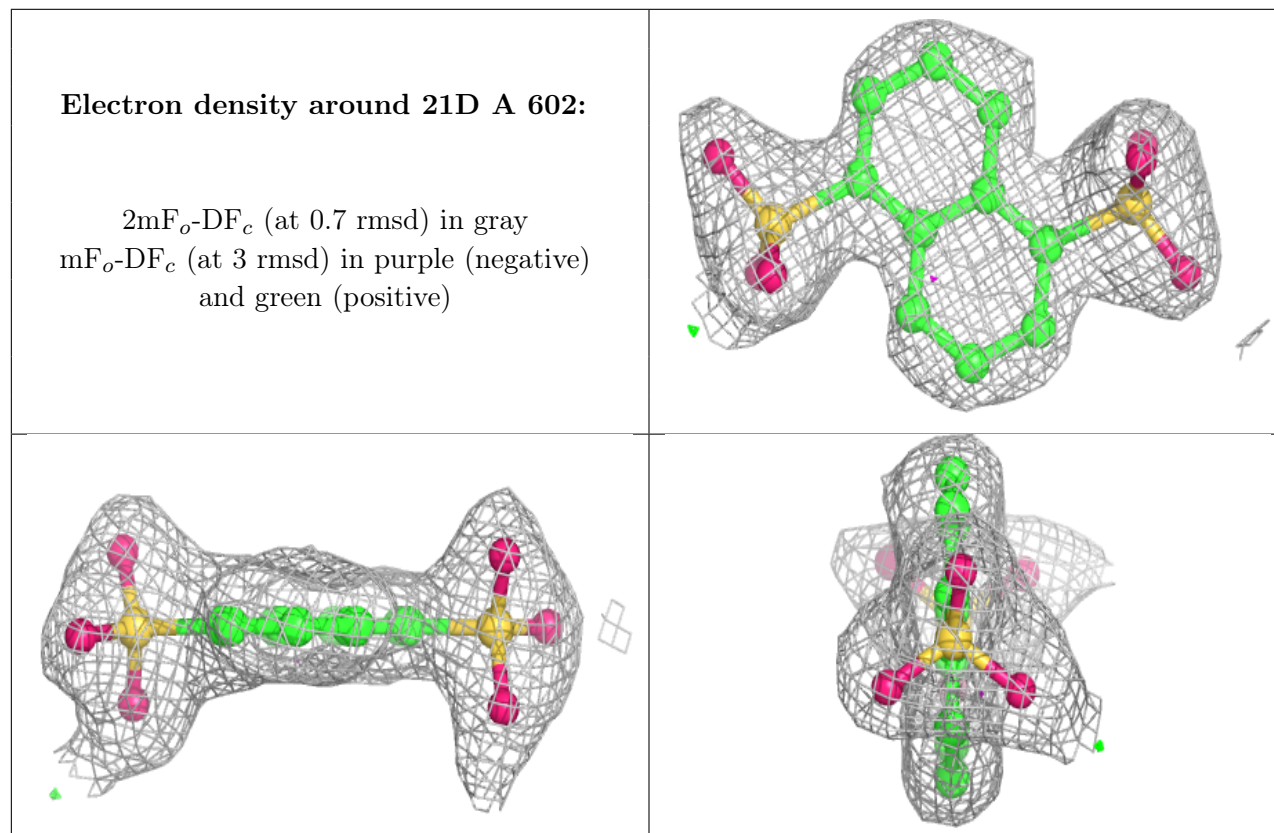 Electron density around 21D A 602:
2mFo-DFc (at 0.7 rmsd) in gray
mFo-DFc (at 3 rmsd) in purple (negative)
and green (positive)